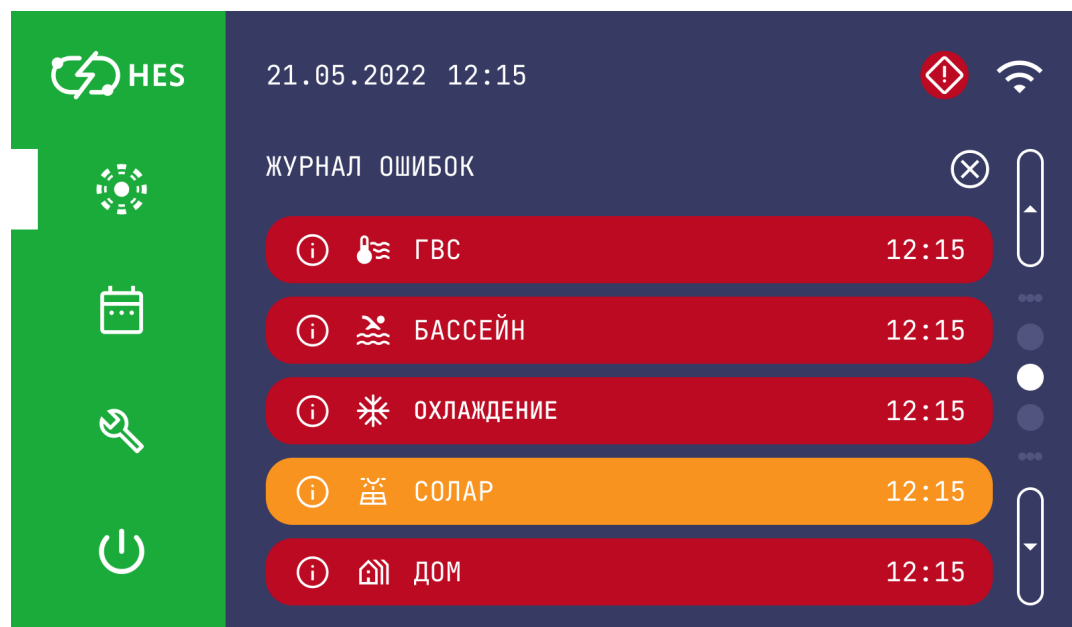 HES
21.05.2022 12:15
ЖУРНАЛ ОШИБОК
ГВС 12:15
БАССЕЙН 12:15
ОХЛАЖДЕНИЕ 12:15
СОЛАР 12:15
ДОМ 12:15